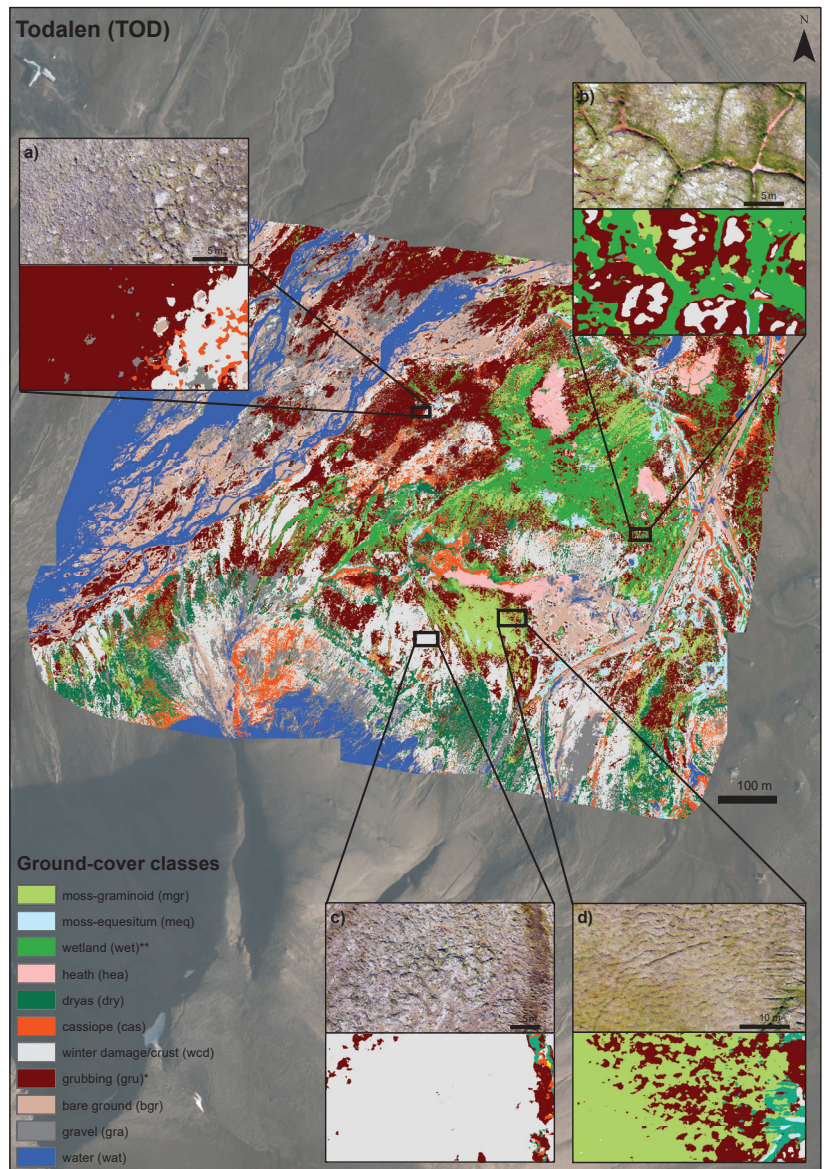 Todalen (TOD)
N
a)
5 m
b)
5 m
100 m
Ground-cover classes
moss-graminoid (mgr)
moss-equesitum (meq)
wetland (wet)**
heath (hea)
dryas (dry)
cassiope (cas)
winter damage/crust (wcd)
grubbing (gru)*
bare ground (bgr)
gravel (gra)
water (wat)
c)
5 m
d)
10 m